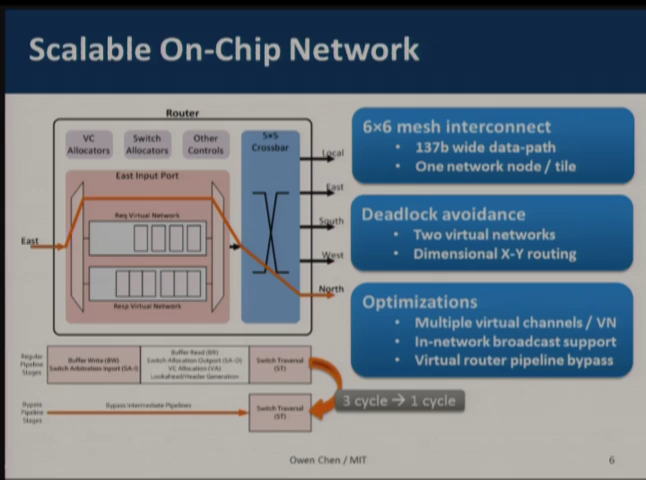 Scalable On-Chip Network
Router
VC
Allocators
Switch
Allocators
Other
Controls
5×5
Crossbar
East Input Port
Req Virtual Network
Resp Virtual Network
East
Local
East
South
West
North
6×6 mesh interconnect
• 137b wide data-path
• One network node / tile
Deadlock avoidance
• Two virtual networks
• Dimensional X-Y routing
Optimizations
• Multiple virtual channels / VN
• In-network broadcast support
• Virtual router pipeline bypass
Regular
Pipeline
Stages
Buffer Write (BW)
Switch Arbitration Inport (SA-I)
Buffer Read (BR)
Switch Allocation Outport (SA-O)
VC Allocation (VA)
Lookahead/Header Generation
Switch Traversal
(ST)
Bypass
Pipeline
Stages
Bypass Intermediate Pipelines
Switch Traversal
(ST)
3 cycle → 1 cycle
Owen Chen / MIT
6